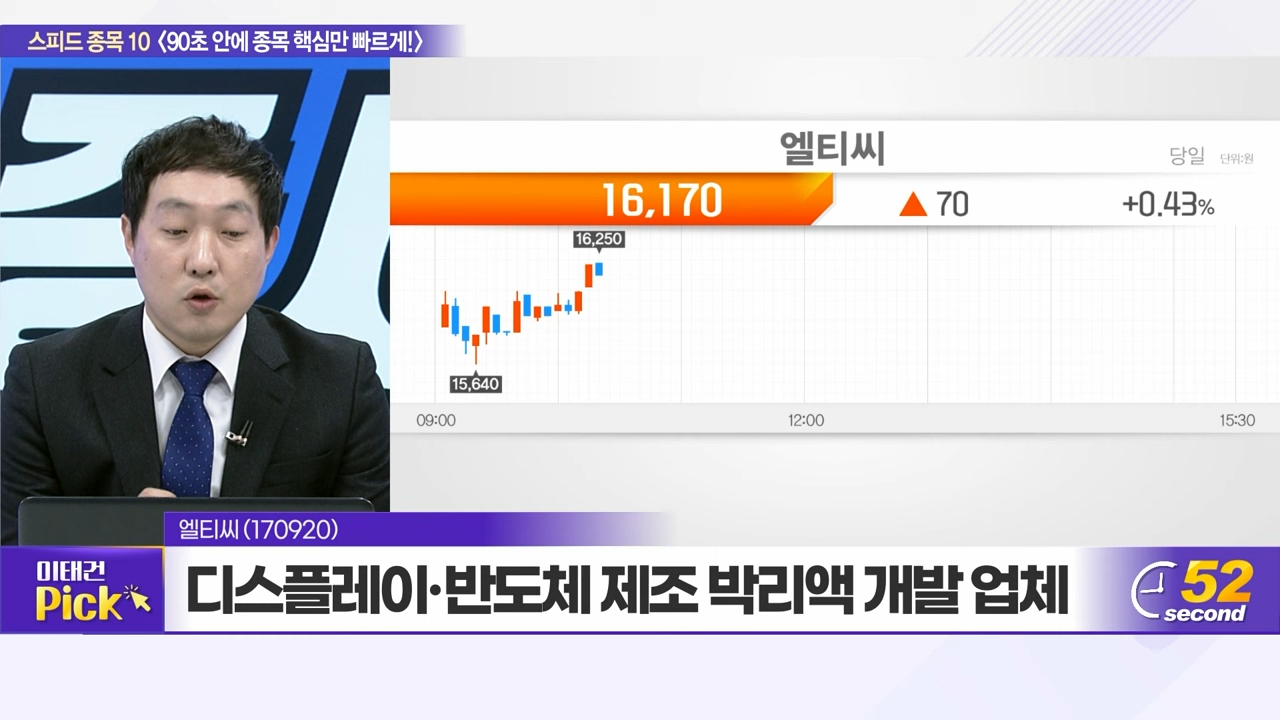 스피드 종목 10 <90초 안에 종목 핵심만 빠르게!>
엘티씨
당일 단위:원
16,170 ▲ 70 +0.43%
16,250
15,640
09:00 12:00 15:30
엘티씨(170920)
이태건
Pick
디스플레이·반도체 제조 박리액 개발 업체
52
second